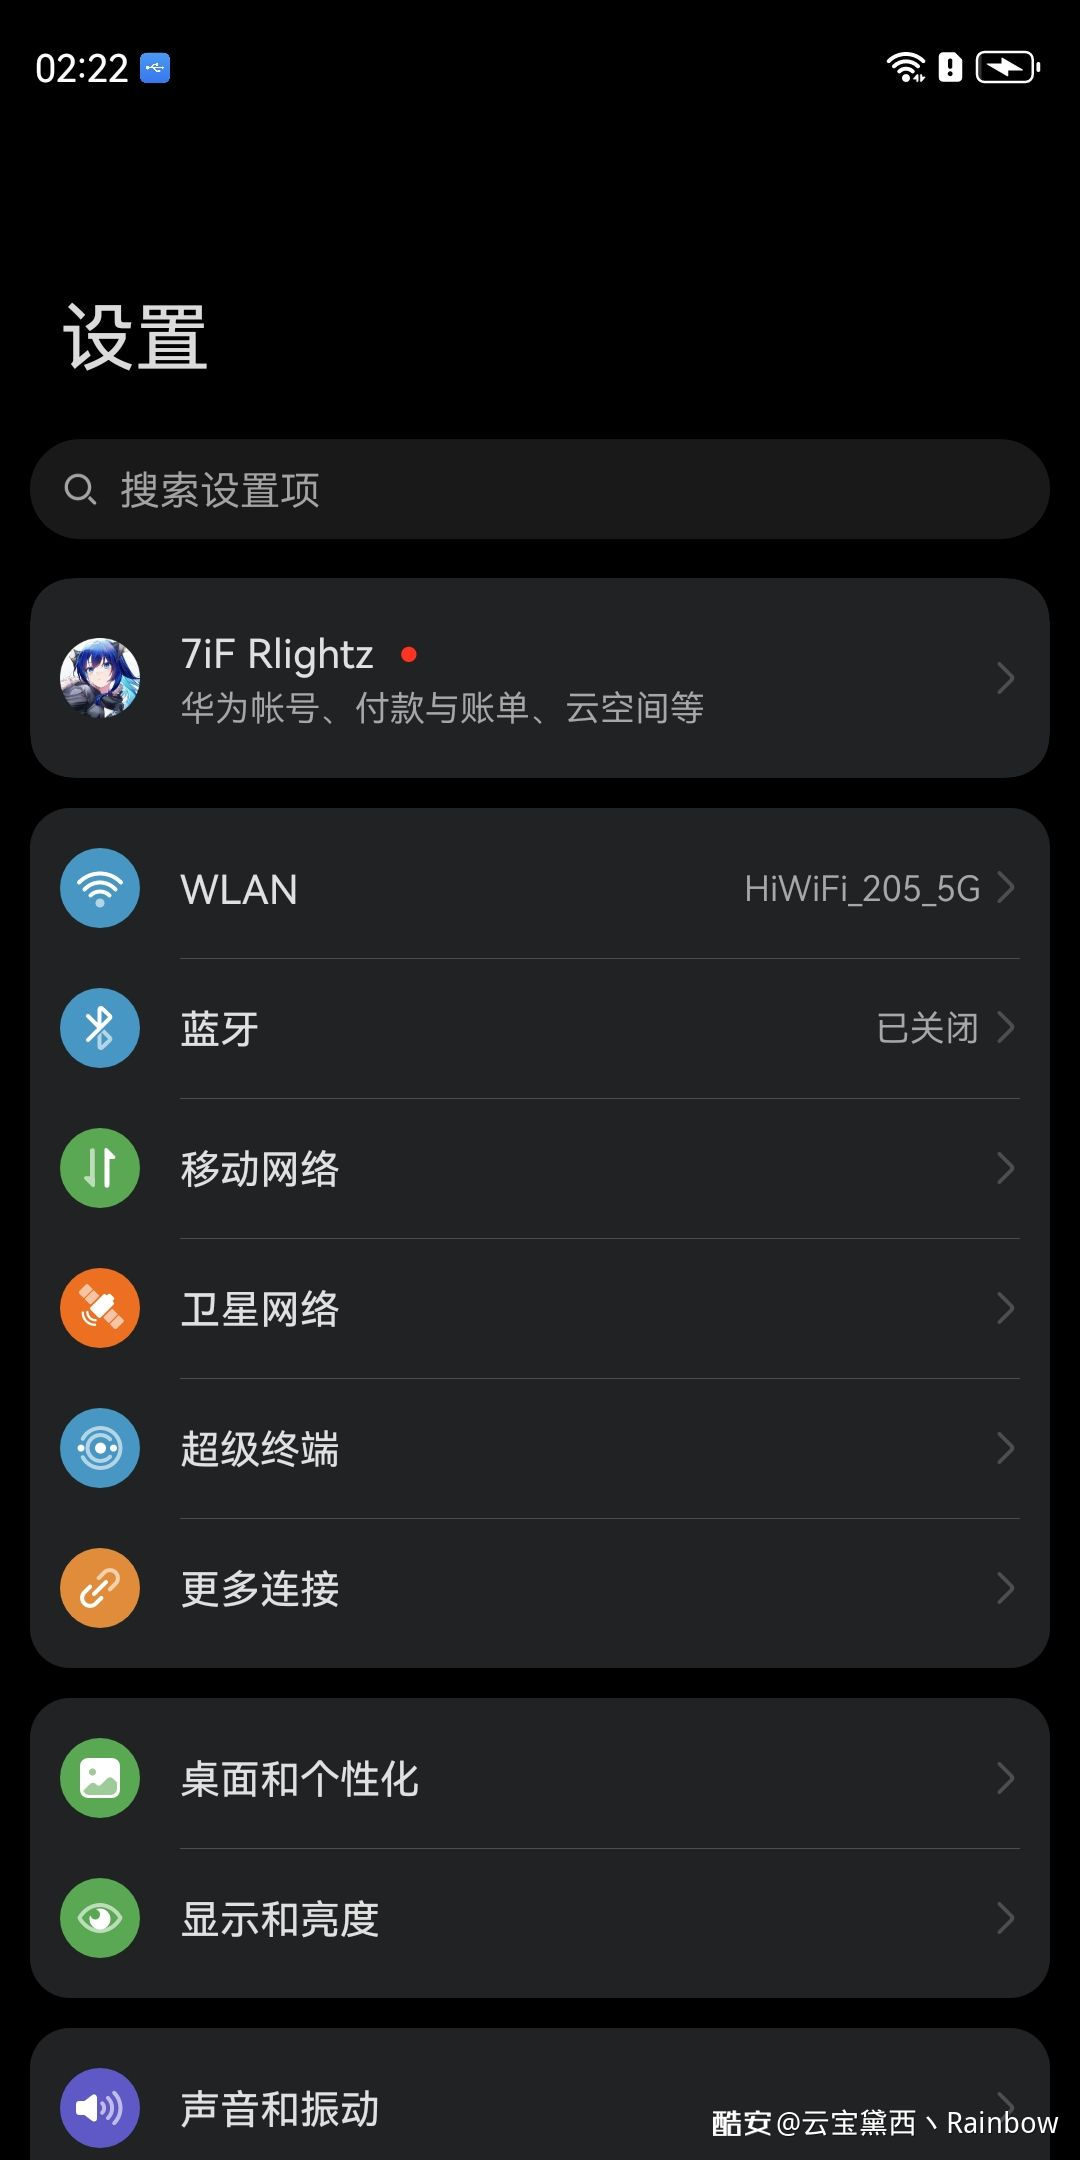 02:22
设置
搜索设置项
7iF Rlightz
华为帐号、付款与账单、云空间等
WLAN HiWiFi_205_5G
蓝牙 已关闭
移动网络
卫星网络
超级终端
更多连接
桌面和个性化
显示和亮度
声音和振动
酷安 @云宝黛西丶Rainbow